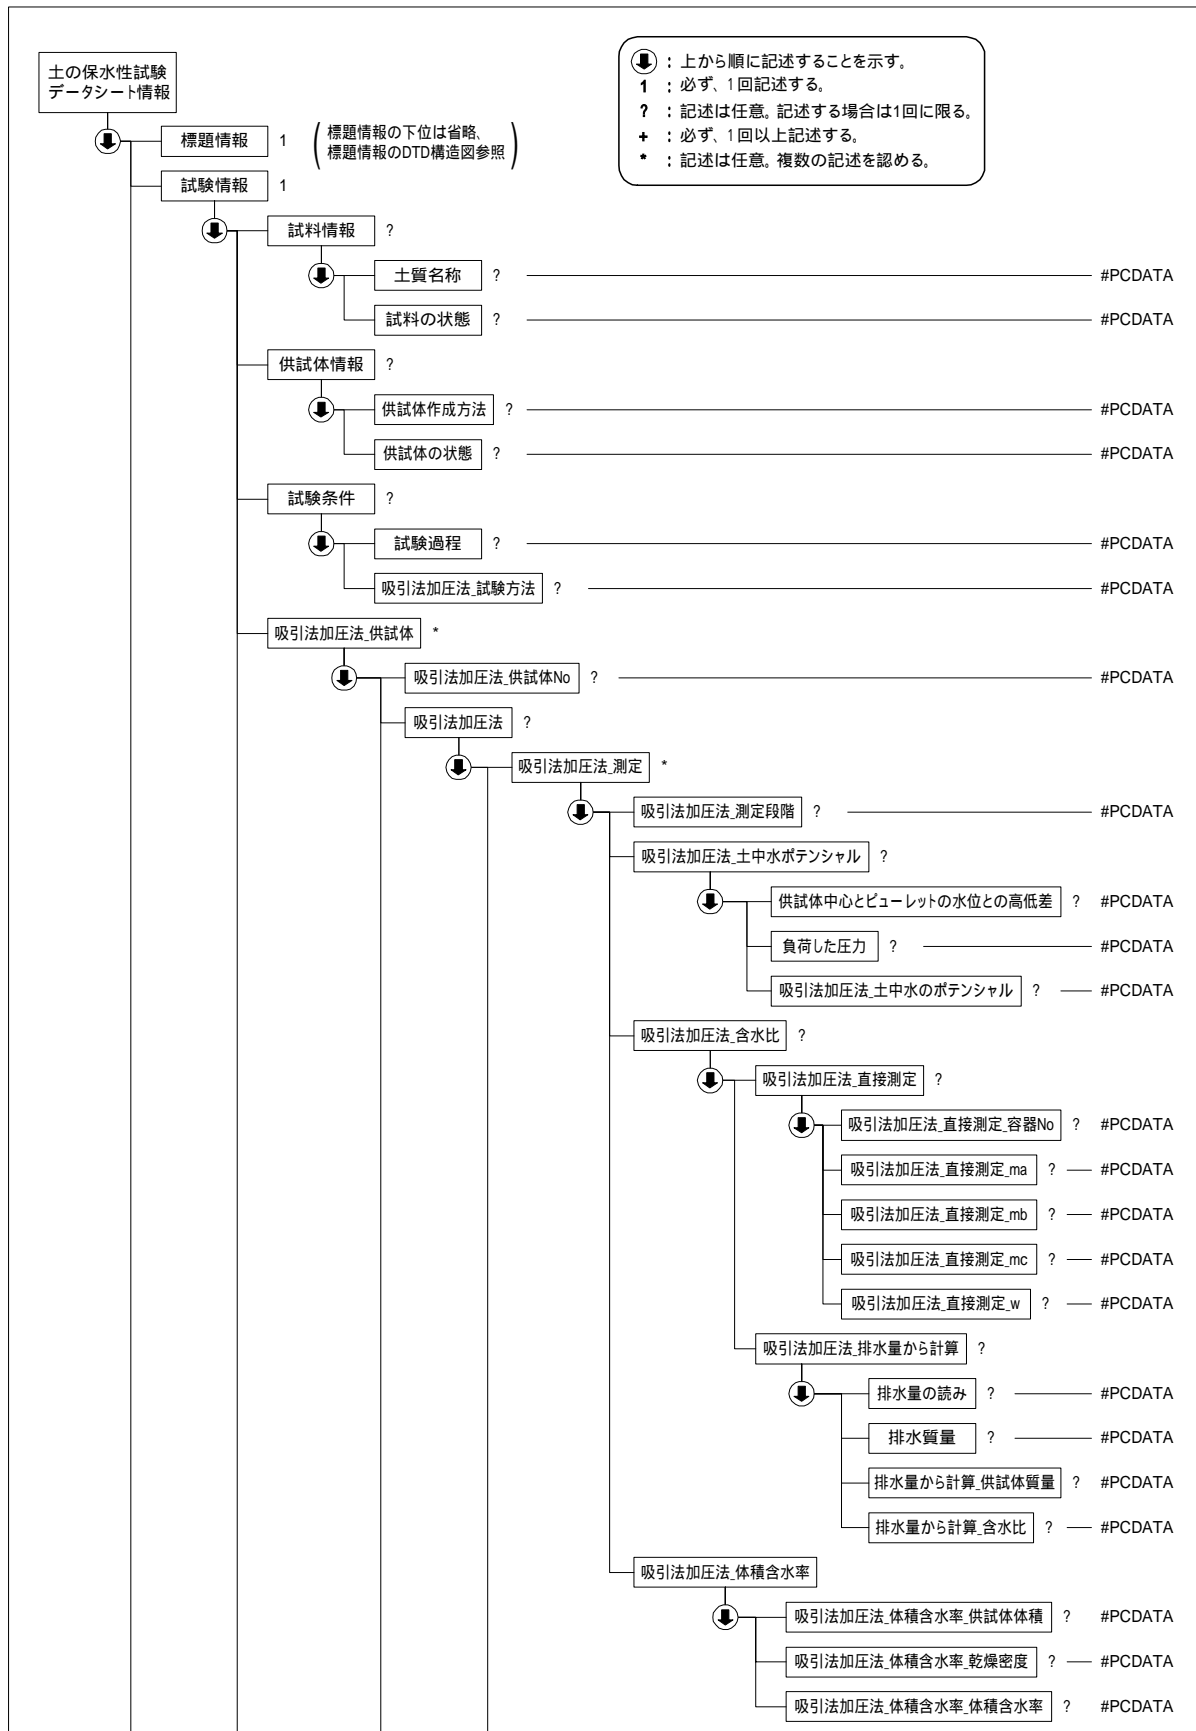 土の保水性試験
データシート情報
: 上から順に記述することを示す。
1 : 必ず、1回記述する。
? : 記述は任意。記述する場合は1回に限る。
+ : 必ず、1回以上記述する。
* : 記述は任意。複数の記述を認める。
標題情報 1
標題情報の下位は省略、
標題情報のDTD構造図参照
試験情報 1
試料情報 ?
土質名称 ? #PCDATA
試料の状態 ? #PCDATA
供試体情報 ?
供試体作成方法 ? #PCDATA
供試体の状態 ? #PCDATA
試験条件 ?
試験過程 ? #PCDATA
吸引法加圧法_試験方法 ? #PCDATA
吸引法加圧法_供試体 *
吸引法加圧法_供試体No ? #PCDATA
吸引法加圧法 ?
吸引法加圧法_測定 *
吸引法加圧法_測定段階 ? #PCDATA
吸引法加圧法_土中水ポテンシャル ?
供試体中心とビューレットの水位との高低差 ? #PCDATA
負荷した圧力 ? #PCDATA
吸引法加圧法_土中水のポテンシャル ? #PCDATA
吸引法加圧法_含水比 ?
吸引法加圧法_直接測定 ?
吸引法加圧法_直接測定_容器No ? #PCDATA
吸引法加圧法_直接測定_ma ? #PCDATA
吸引法加圧法_直接測定_mb ? #PCDATA
吸引法加圧法_直接測定_mc ? #PCDATA
吸引法加圧法_直接測定_w ? #PCDATA
吸引法加圧法_排水量から計算 ?
排水量の読み ? #PCDATA
排水質量 ? #PCDATA
排水量から計算_供試体質量 ? #PCDATA
排水量から計算_含水比 ? #PCDATA
吸引法加圧法_体積含水率
吸引法加圧法_体積含水率_供試体体積 ? #PCDATA
吸引法加圧法_体積含水率_乾燥密度 ? #PCDATA
吸引法加圧法_体積含水率_体積含水率 ? #PCDATA